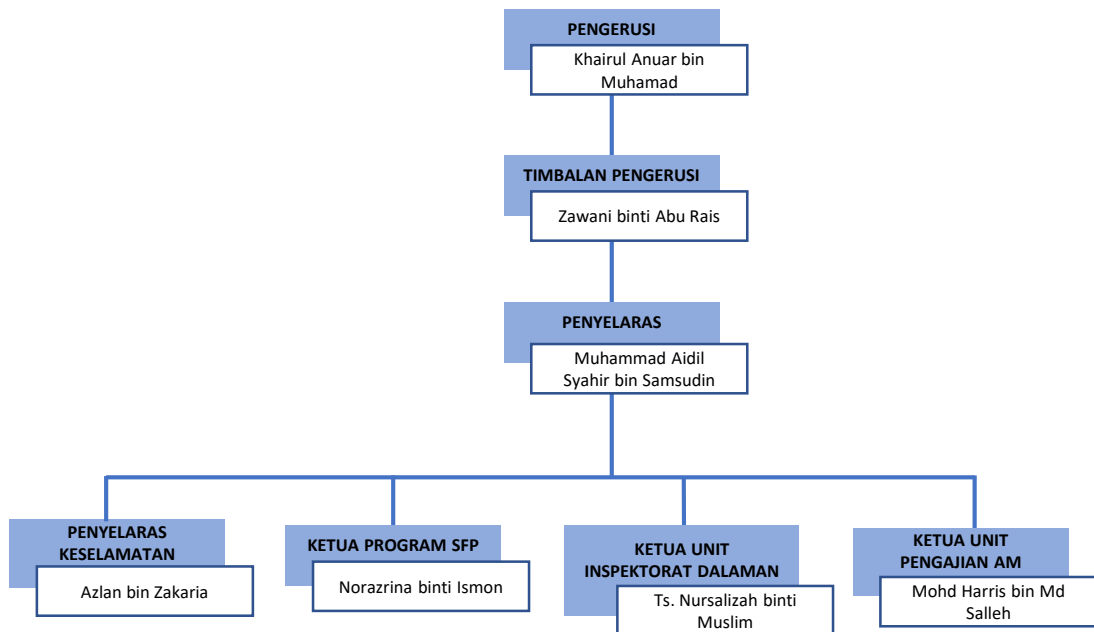 PENGERUSI
Khairul Anuar bin
Muhamad
TIMBALAN PENGERUSI
Zawani binti Abu Rais
PENYELARAS
Muhammad Aidil
Syahir bin Samsudin
PENYELARAS
KESELAMATAN
Azlan bin Zakaria
KETUA PROGRAM SFP
Norazrina binti Ismon
KETUA UNIT
INSPEKTORAT DALAMAN
Ts. Nursalizah binti
Muslim
KETUA UNIT
PENGAJIAN AM
Mohd Harris bin Md
Salleh